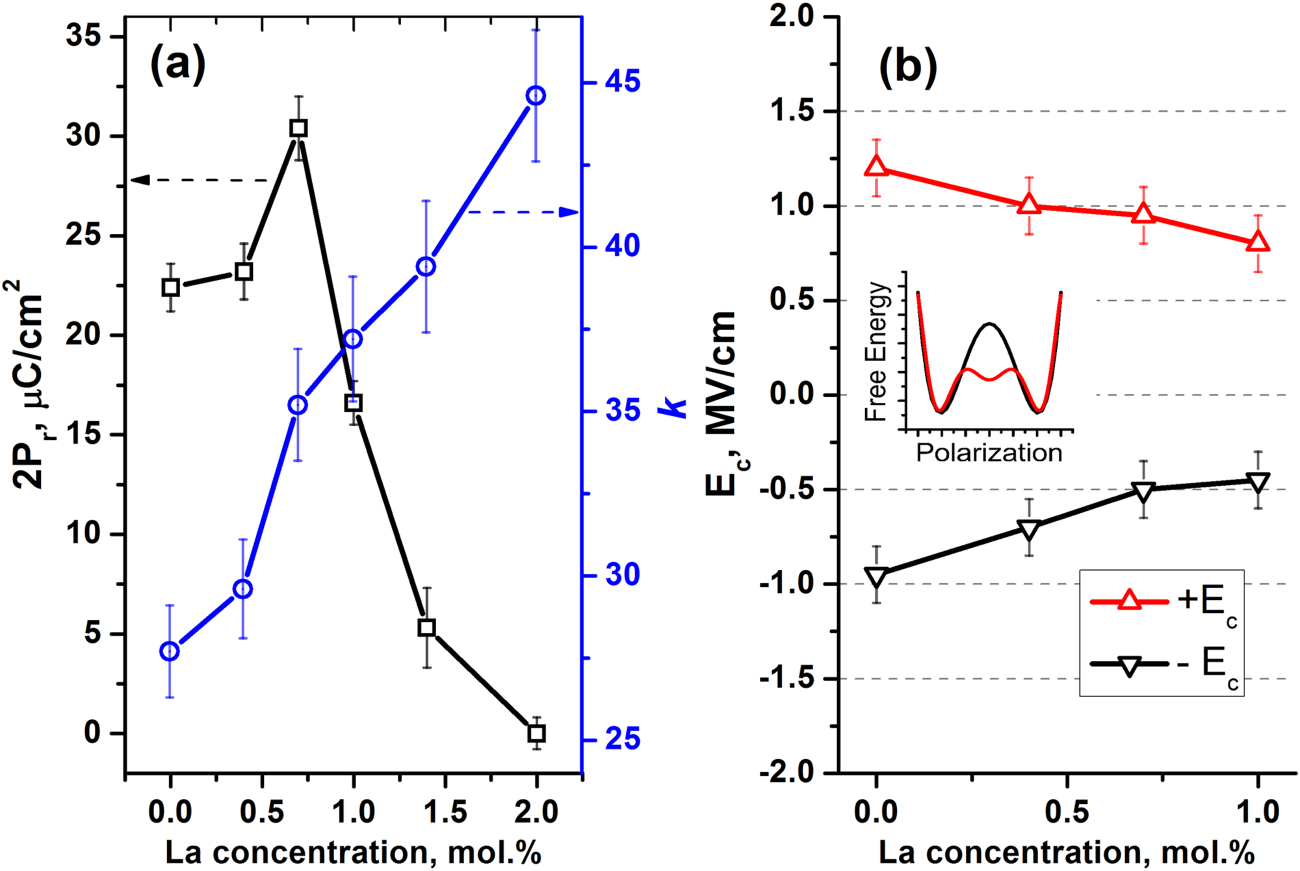 (a)
2Pr, μC/cm²
35
30
25
20
15
10
5
0
0.0 0.5 1.0 1.5 2.0
La concentration, mol.%
45
40
35
30
25
k
(b)
Ec, MV/cm
2.0
1.5
1.0
0.5
0.0
-0.5
-1.0
-1.5
-2.0
Free Energy
Polarization
+Ec
- Ec
0.0 0.5 1.0
La concentration, mol.%